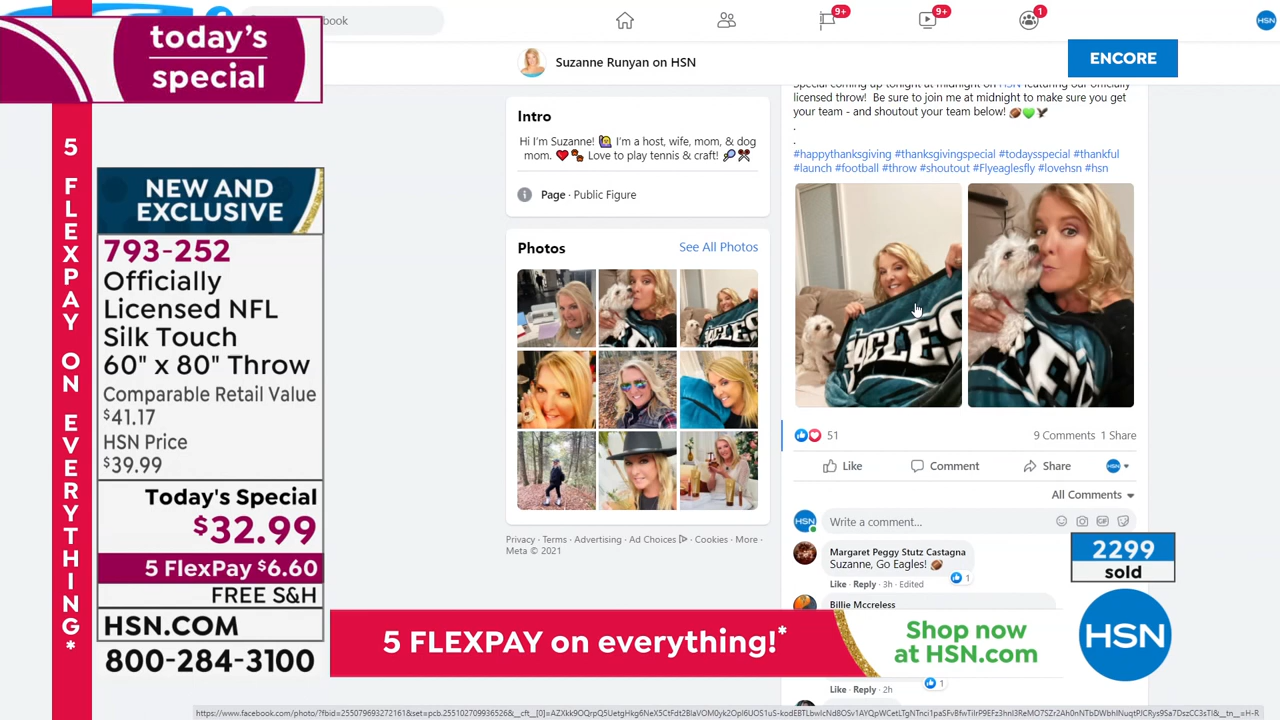 today's
special
book
9+
9+
1
HSN
Suzanne Runyan on HSN
ENCORE
5 FLEXPAY ON EVERYTHING*
NEW AND
EXCLUSIVE
793-252
Officially
Licensed NFL
Silk Touch
60" x 80" Throw
Comparable Retail Value
$41.17
HSN Price
$39.99
Today's Special
$32.99
5 FlexPay $6.60
FREE S&H
HSN.COM
800-284-3100
Intro
Hi I'm Suzanne! 🙋‍♀️ I'm a host, wife, mom, & dog
mom. Love to play tennis & craft!
Page · Public Figure
Photos
See All Photos
Privacy · Terms · Advertising · Ad Choices · Cookies · More ·
Meta © 2021
Special coming up tonight at midnight on HSN featuring our officially
licensed throw! Be sure to join me at midnight to make sure you get
your team - and shoutout your team below! 🏈💚🦅
.
.
#happythanksgiving #thanksgivingspecial #todaysspecial #thankful
#launch #football #throw #shoutout #Flyeaglesfly #lovehsn #hsn
51
9 Comments 1 Share
Like
Comment
Share
HSN
All Comments
HSN
Write a comment...
GIF
Margaret Peggy Stutz Castagna
Suzanne, Go Eagles! 🏈
1
Like · Reply · 3h · Edited
Billie Mccreless
2299
sold
5 FLEXPAY on everything!*
Shop now
at HSN.com
HSN
1
Like · Reply · 2h